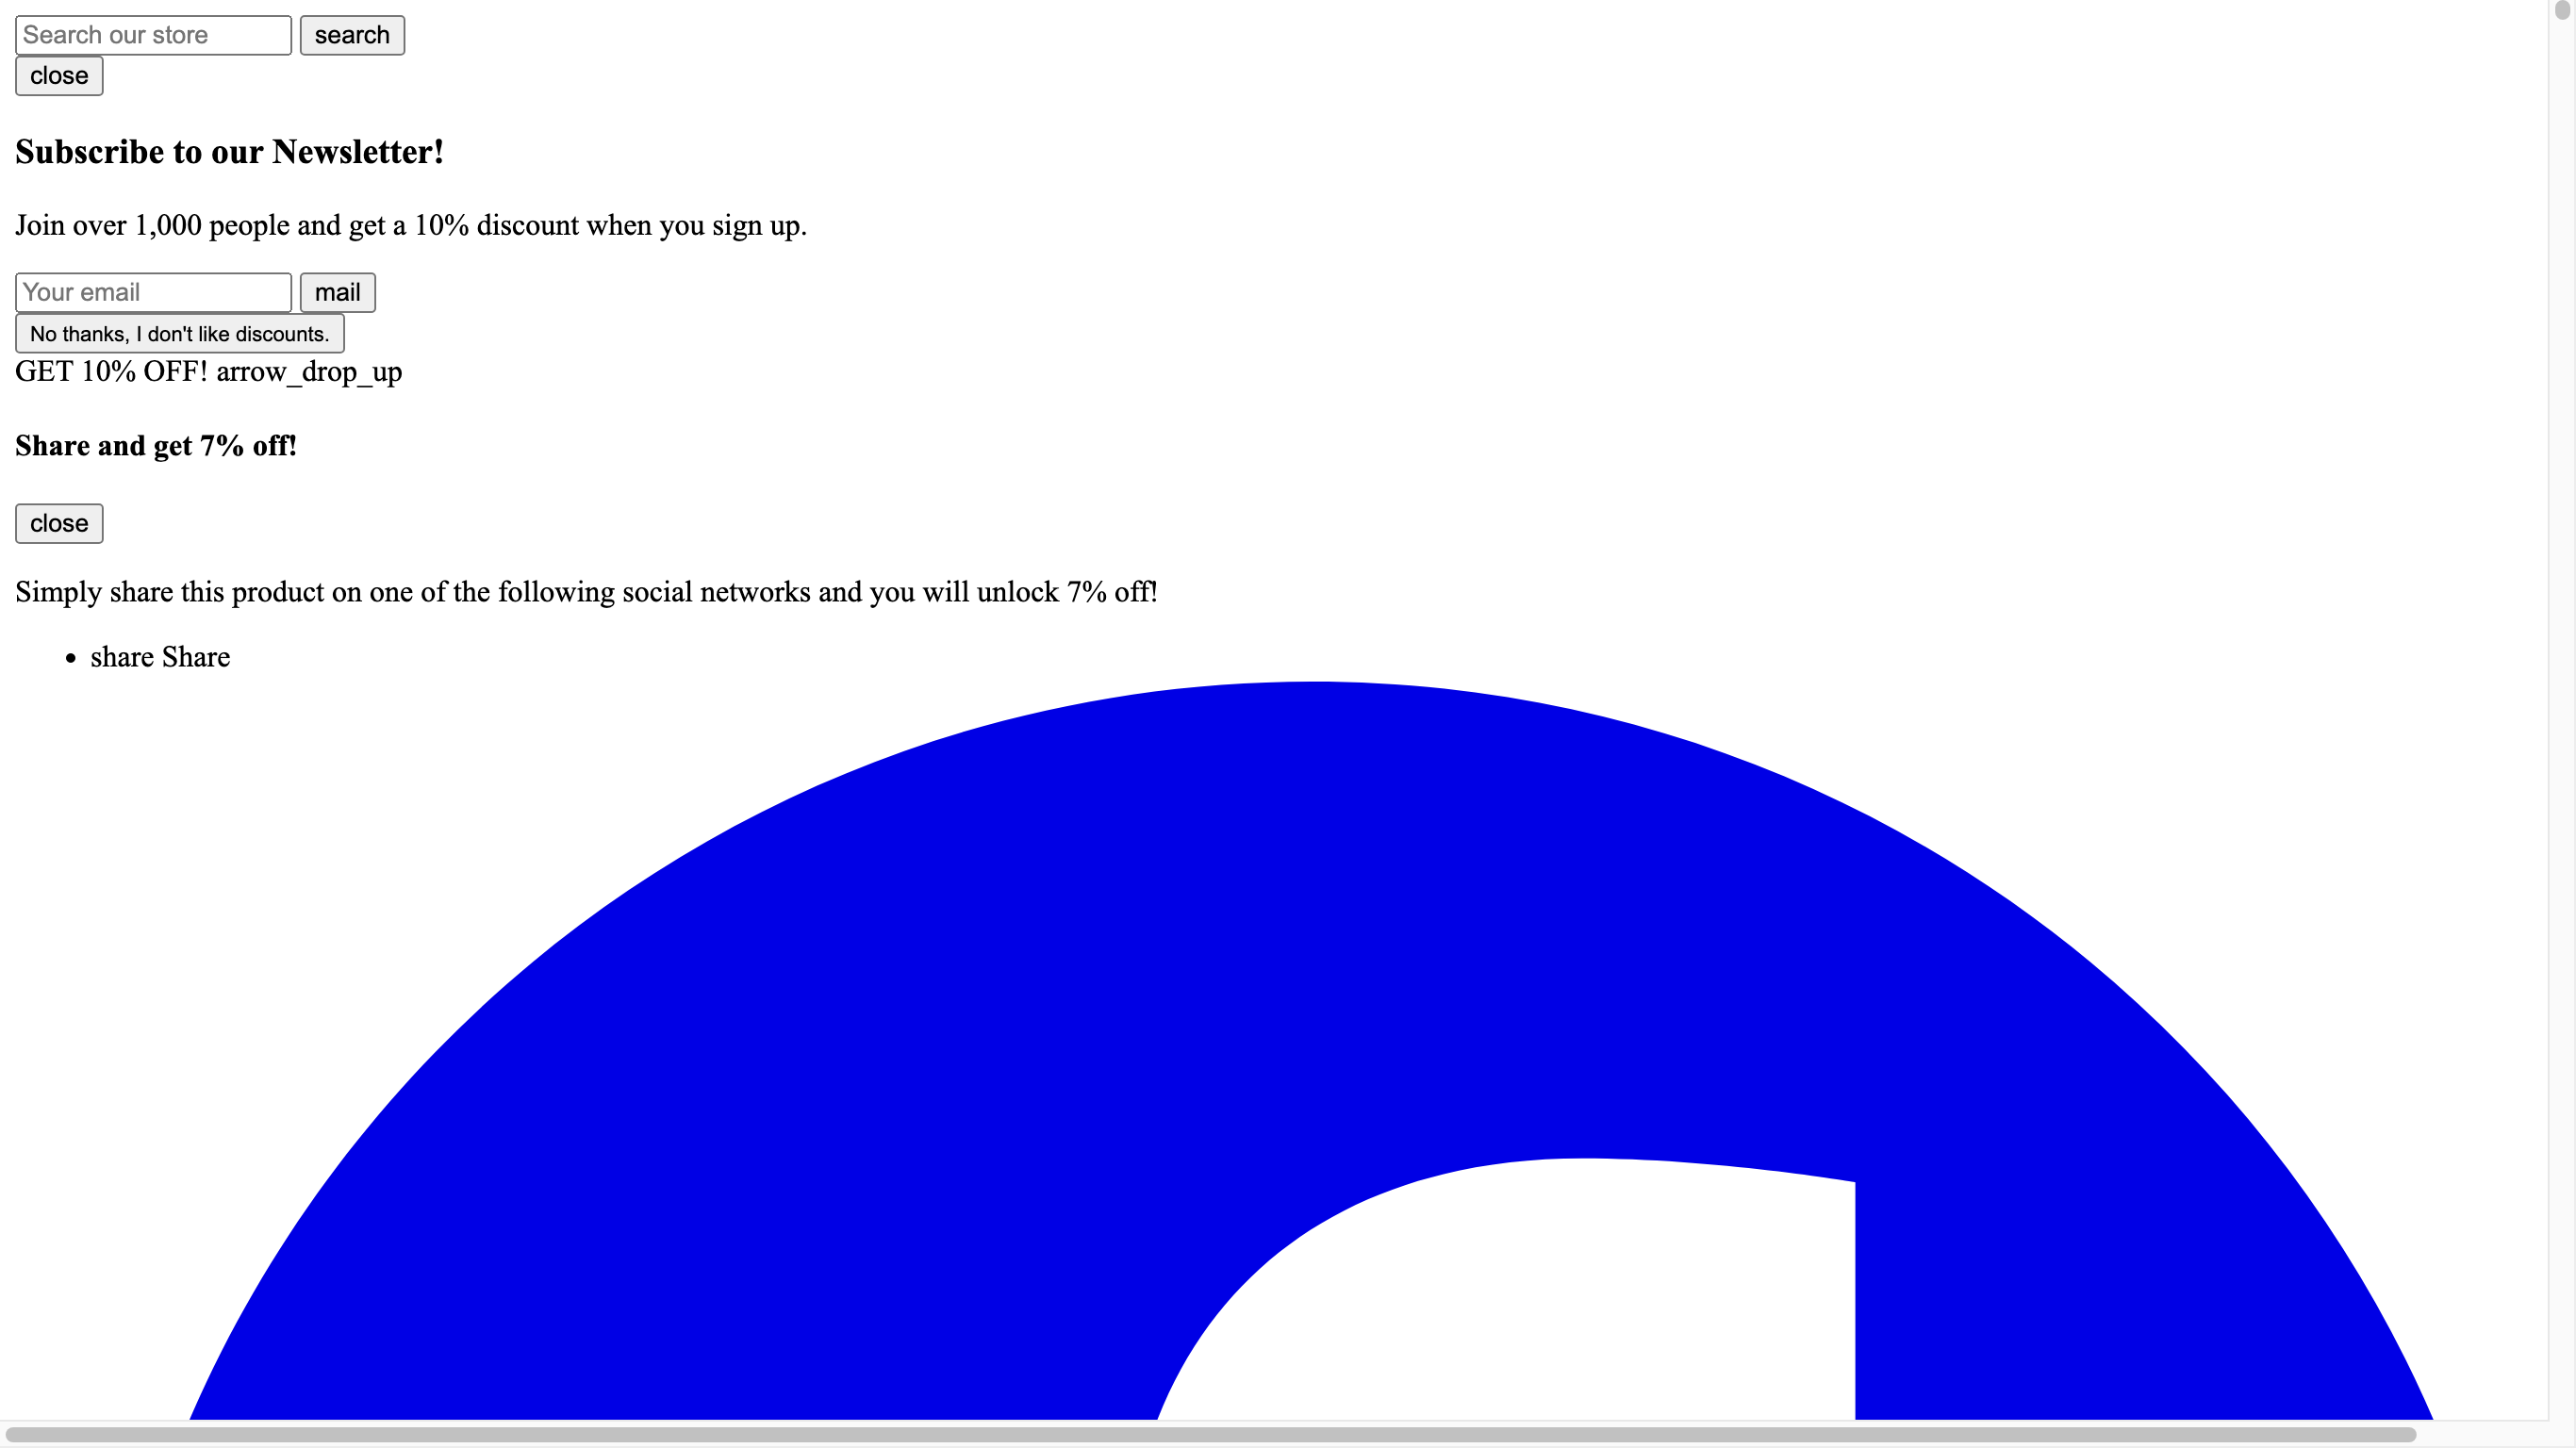 Search our store search
close
Subscribe to our Newsletter!
Join over 1,000 people and get a 10% discount when you sign up.
Your email mail
No thanks, I don't like discounts.
GET 10% OFF! arrow_drop_up
Share and get 7% off!
close
Simply share this product on one of the following social networks and you will unlock 7% off!
share Share